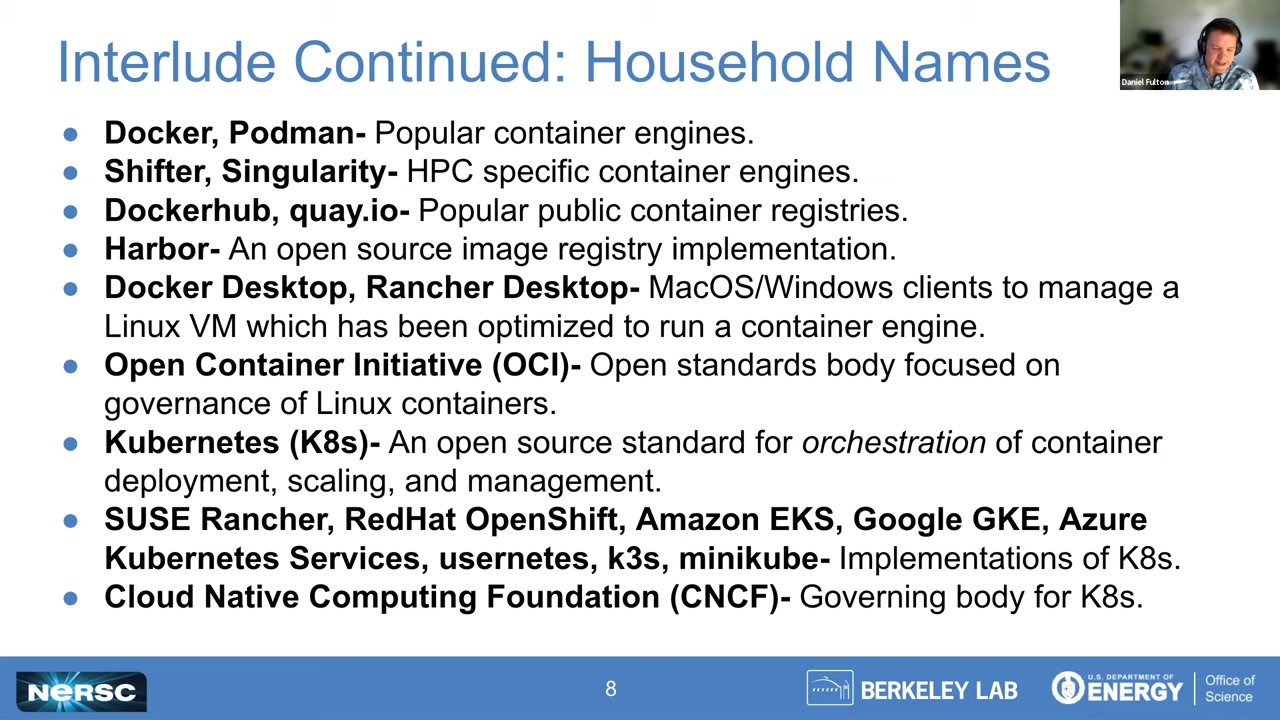 Interlude Continued: Household Names
Daniel Fulton
● Docker, Podman- Popular container engines.
● Shifter, Singularity- HPC specific container engines.
● Dockerhub, quay.io- Popular public container registries.
● Harbor- An open source image registry implementation.
● Docker Desktop, Rancher Desktop- MacOS/Windows clients to manage a
Linux VM which has been optimized to run a container engine.
● Open Container Initiative (OCI)- Open standards body focused on
governance of Linux containers.
● Kubernetes (K8s)- An open source standard for orchestration of container
deployment, scaling, and management.
● SUSE Rancher, RedHat OpenShift, Amazon EKS, Google GKE, Azure
Kubernetes Services, usernetes, k3s, minikube- Implementations of K8s.
● Cloud Native Computing Foundation (CNCF)- Governing body for K8s.
NERSC
8
BERKELEY LAB
U.S. DEPARTMENT OF
ENERGY
Office of
Science